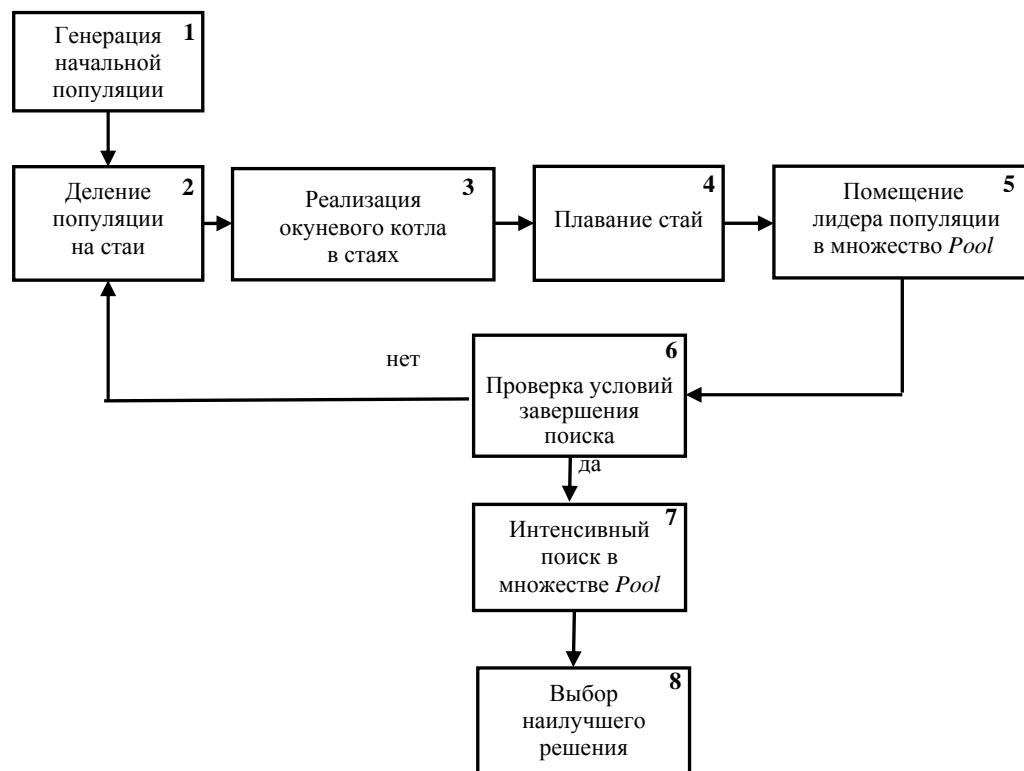 1
Генерация
начальной
популяции
2
Деление
популяции
на стаи
3
Реализация
окуневого котла
в стаях
4
Плавание стай
5
Помещение
лидера популяции
в множество Pool
нет
6
Проверка условий
завершения
поиска
да
7
Интенсивный
поиск в
множестве Pool
8
Выбор
наилучшего
решения